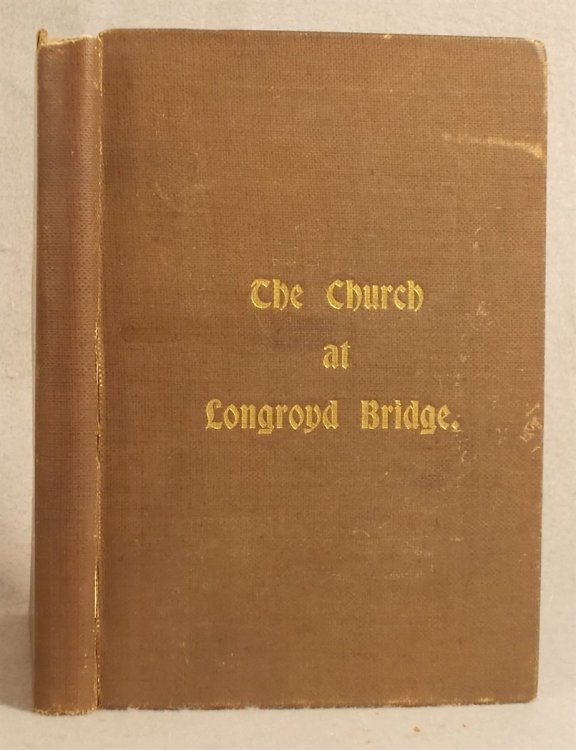 The Church
at
Longroyd Bridge.